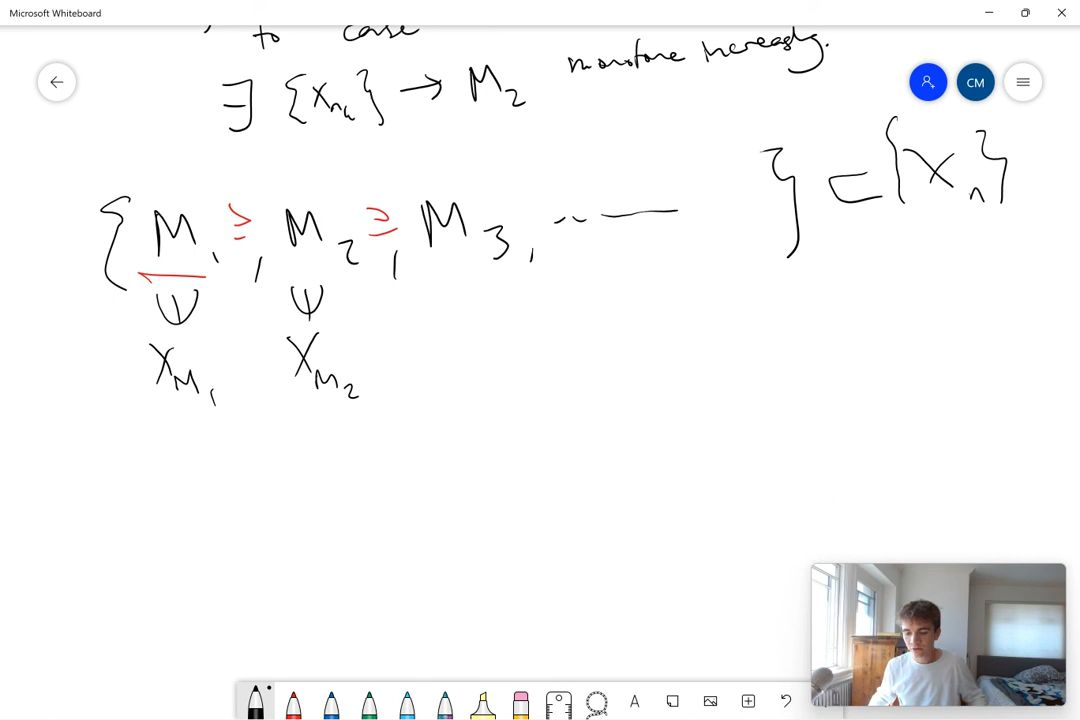 Microsoft Whiteboard
to case
monotone increasing.
∃ {X_{n_k}} → M_2
CM
{ M_1 ≥, M_2 ≥, M_3, ... } ⊂ {X_n}
Ψ Ψ
X_{M_1} X_{M_2}
A